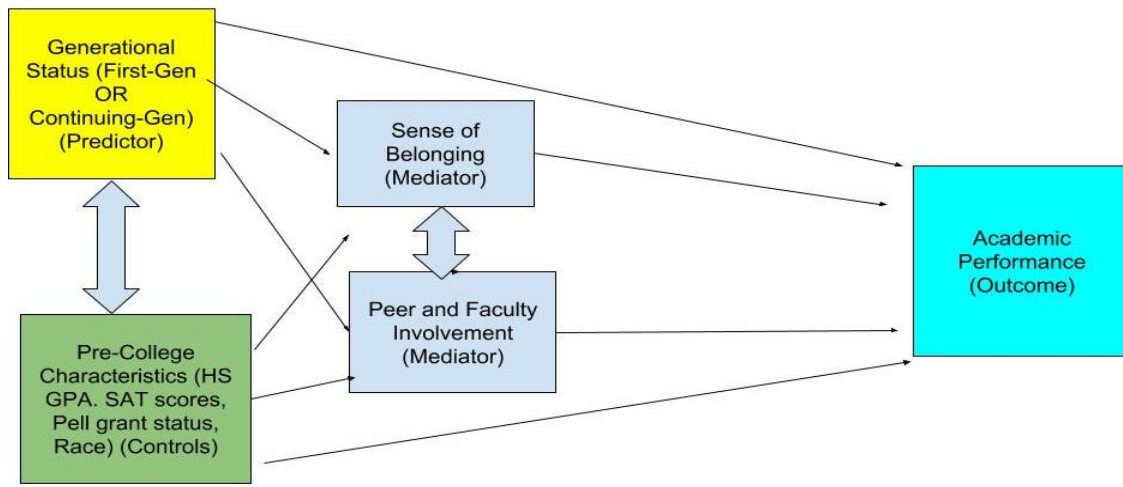 Generational
Status (First-Gen
OR
Continuing-Gen)
(Predictor)
Sense of
Belonging
(Mediator)
Peer and Faculty
Involvement
(Mediator)
Academic
Performance
(Outcome)
Pre-College
Characteristics (HS
GPA. SAT scores,
Pell grant status,
Race) (Controls)